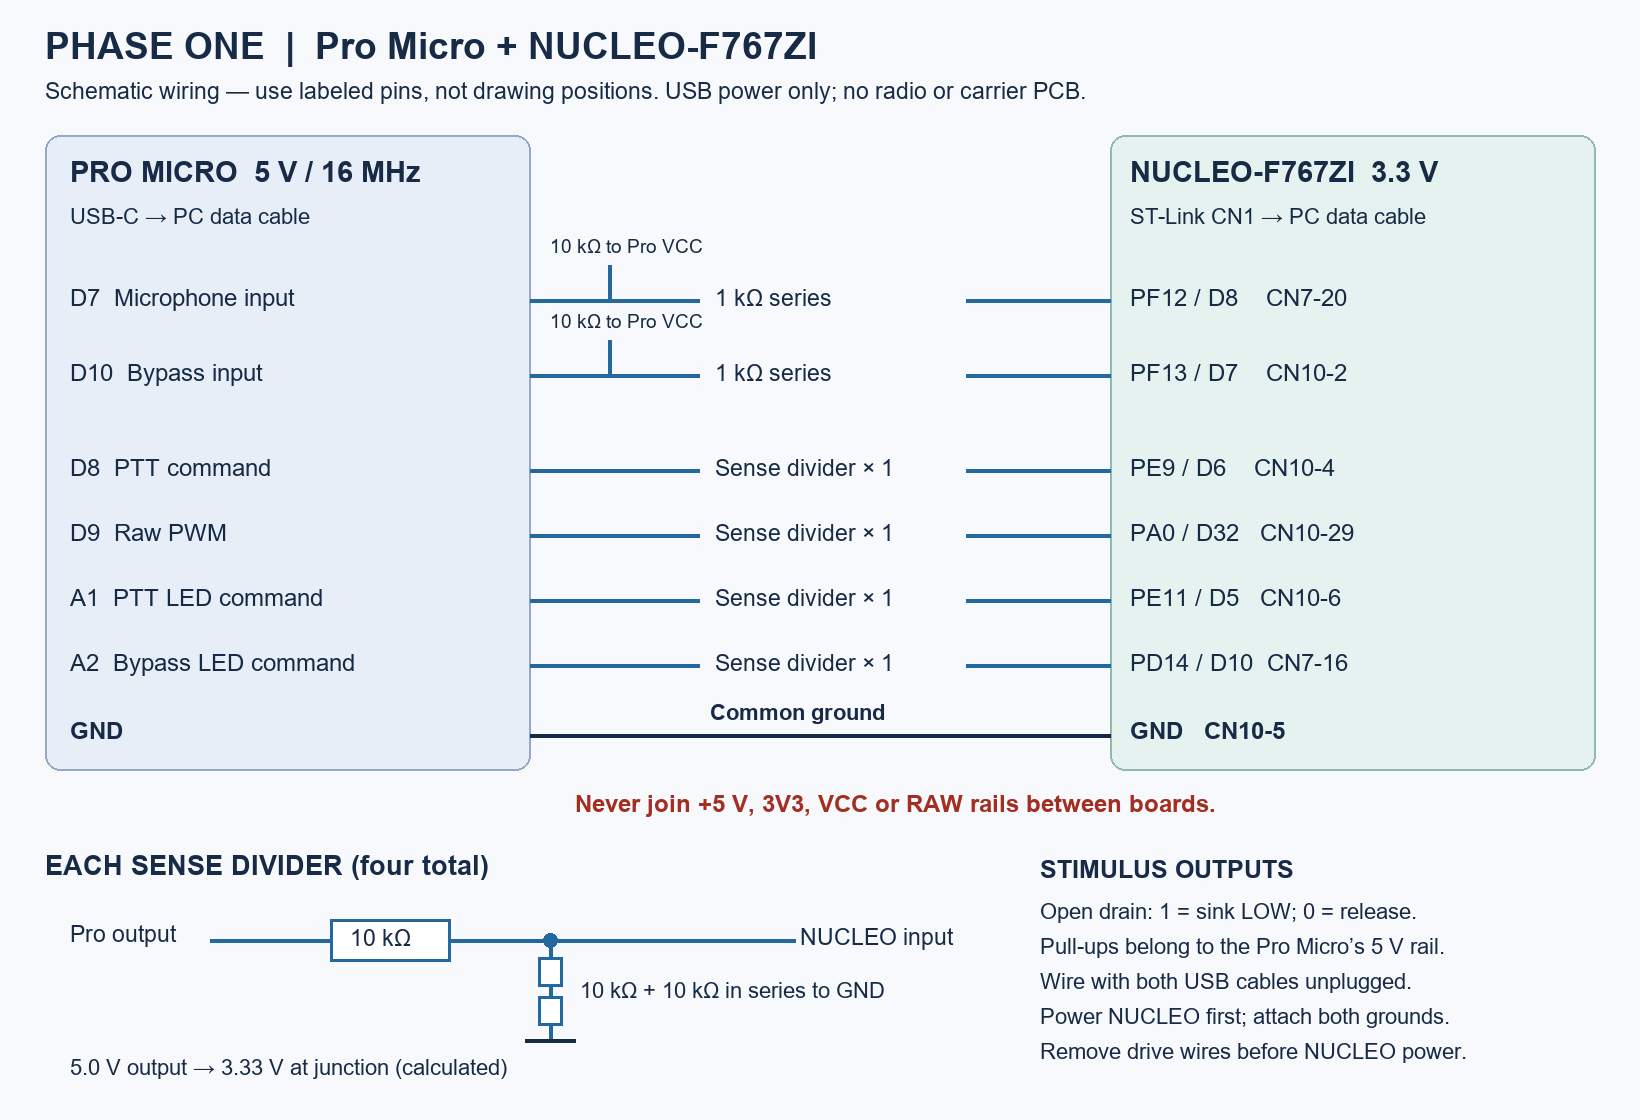 PHASE ONE | Pro Micro + NUCLEO-F767ZI
Schematic wiring — use labeled pins, not drawing positions. USB power only; no radio or carrier PCB.
PRO MICRO 5 V / 16 MHz
NUCLEO-F767ZI 3.3 V
USB-C → PC data cable
ST-Link CN1 → PC data cable
10 kΩ to Pro VCC
D7 Microphone input
1 kΩ series
PF12 / D8 CN7-20
10 kΩ to Pro VCC
D10 Bypass input
1 kΩ series
PF13 / D7 CN10-2
D8 PTT command
Sense divider × 1
PE9 / D6 CN10-4
D9 Raw PWM
Sense divider × 1
PA0 / D32 CN10-29
A1 PTT LED command
Sense divider × 1
PE11 / D5 CN10-6
A2 Bypass LED command
Sense divider × 1
PD14 / D10 CN7-16
Common ground
GND
GND CN10-5
Never join +5 V, 3V3, VCC or RAW rails between boards.
EACH SENSE DIVIDER (four total)
Pro output
10 kΩ
NUCLEO input
10 kΩ + 10 kΩ in series to GND
5.0 V output → 3.33 V at junction (calculated)
STIMULUS OUTPUTS
Open drain: 1 = sink LOW; 0 = release.
Pull-ups belong to the Pro Micro’s 5 V rail.
Wire with both USB cables unplugged.
Power NUCLEO first; attach both grounds.
Remove drive wires before NUCLEO power.